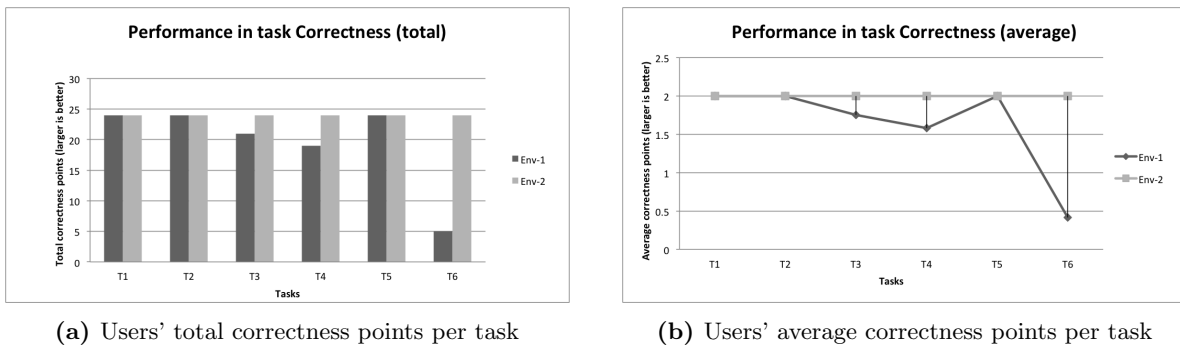 Performance in task Correctness (total)
Total correctness points (larger is better)
30
25
20
15
10
5
0
T1 T2 T3 T4 T5 T6
Tasks
Env-1
Env-2
(a) Users' total correctness points per task
Performance in task Correctness (average)
Average correctness points (larger is better)
2.5
2
1.5
1
0.5
0
T1 T2 T3 T4 T5 T6
Tasks
Env-1
Env-2
(b) Users' average correctness points per task